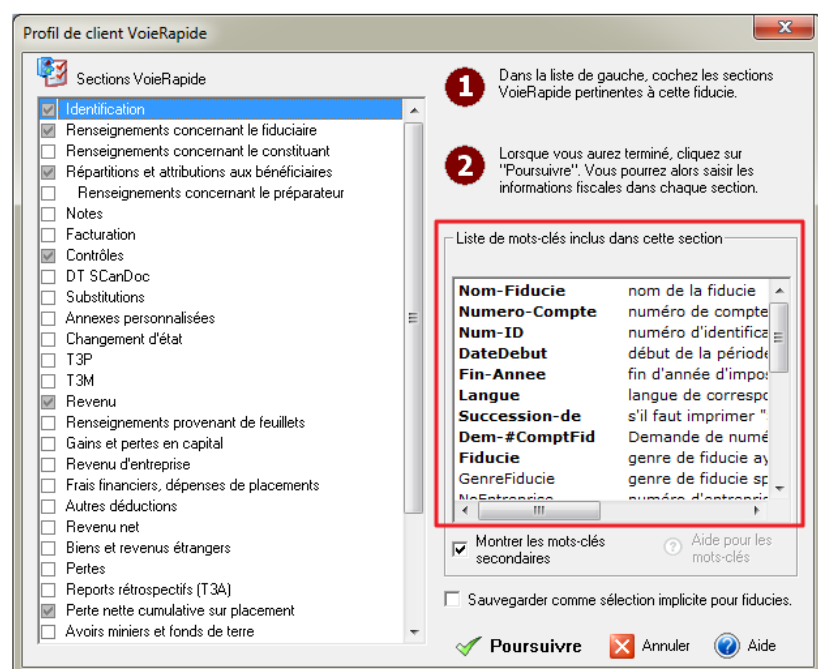 Profil de client VoieRapide
Sections VoieRapide
Identification
Renseignements concernant le fiduciaire
Renseignements concernant le constituant
Répartitions et attributions aux bénéficiaires
Renseignements concernant le préparateur
Notes
Facturation
Contrôles
DT SCanDoc
Substitutions
Annexes personnalisées
Changement d'état
T3P
T3M
Revenu
Renseignements provenant de feuillets
Gains et pertes en capital
Revenu d'entreprise
Frais financiers, dépenses de placements
Autres déductions
Revenu net
Biens et revenus étrangers
Pertes
Reports rétrospectifs (T3A)
Perte nette cumulative sur placement
Avoirs miniers et fonds de terre
1
Dans la liste de gauche, cochez les sections
VoieRapide pertinentes à cette fiducie.
2
Lorsque vous aurez terminé, cliquez sur
"Poursuivre". Vous pourrez alors saisir les
informations fiscales dans chaque section.
Liste de mots-clés inclus dans cette section
Nom-Fiducie nom de la fiducie
Numero-Compte numéro de compte
Num-ID numéro d'identifica
DateDebut début de la période
Fin-Annee fin d'année d'impos
Langue langue de correspo
Succession-de s'il faut imprimer "
Dem-#ComptFid Demande de numé
Fiducie genre de fiducie ay
GenreFiducie genre de fiducie sp
NoEntreprise numéro d'entrepris
Montrer les mots-clés
secondaires
Aide pour les
mots-clés
Sauvegarder comme sélection implicite pour fiducies.
Poursuivre Annuler Aide